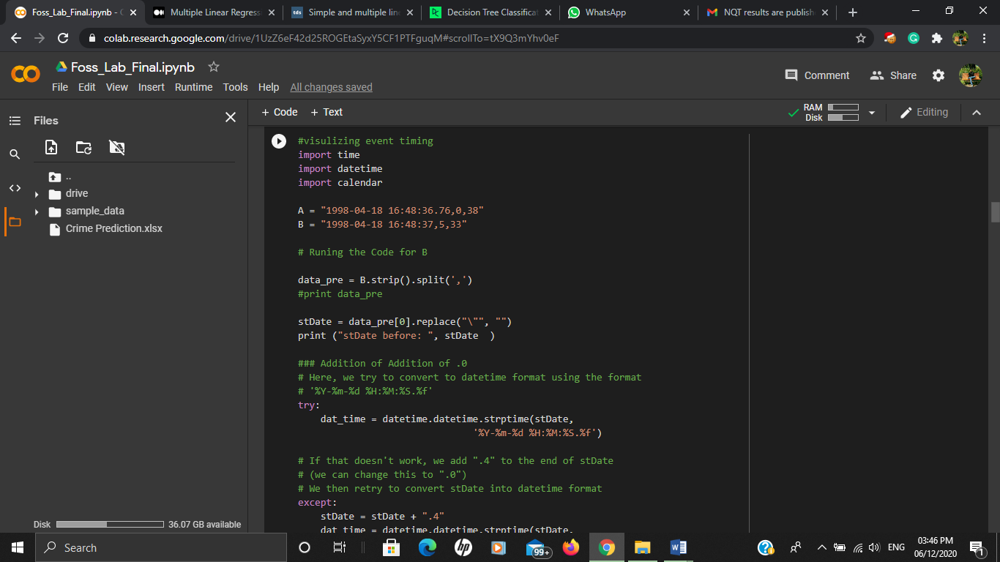 Foss_Lab_Final.ipynb - C
Multiple Linear Regress
tds Simple and multiple line
Decision Tree Classificat
WhatsApp
NQT results are publish
colab.research.google.com/drive/1UzZ6eF42d25ROGEtaSyxY5CF1PTFguqM#scrollTo=tX9Q3mYhv0eF
Foss_Lab_Final.ipynb
File Edit View Insert Runtime Tools Help All changes saved
Comment Share
Files
+ Code + Text
RAM
Disk
Editing
..
drive
sample_data
Crime Prediction.xlsx
Disk 36.07 GB available
#visulizing event timing
import time
import datetime
import calendar
A = "1998-04-18 16:48:36.76,0,38"
B = "1998-04-18 16:48:37,5,33"
# Runing the Code for B
data_pre = B.strip().split(',')
#print data_pre
stDate = data_pre[0].replace("\"", "")
print ("stDate before: ", stDate  )
### Addition of Addition of .0
# Here, we try to convert to datetime format using the format
# '%Y-%m-%d %H:%M:%S.%f'
try:
    dat_time = datetime.datetime.strptime(stDate,
                               '%Y-%m-%d %H:%M:%S.%f')
# If that doesn't work, we add ".4" to the end of stDate
# (we can change this to ".0")
# We then retry to convert stDate into datetime format
except:
    stDate = stDate + ".4"
    dat_time = datetime.datetime.strptime(stDate,
Search
hp
99+
ENG
03:46 PM
06/12/2020
1